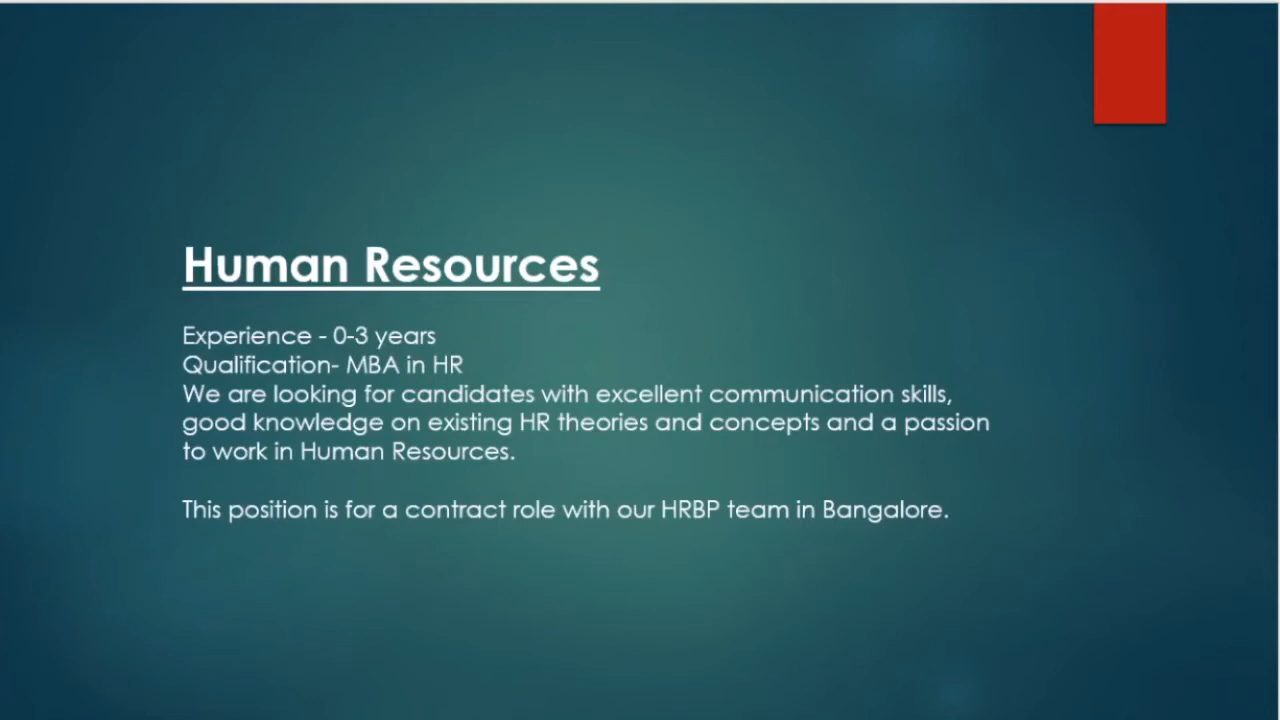 Human Resources
Experience - 0-3 years
Qualification- MBA in HR
We are looking for candidates with excellent communication skills,
good knowledge on existing HR theories and concepts and a passion
to work in Human Resources.
This position is for a contract role with our HRBP team in Bangalore.